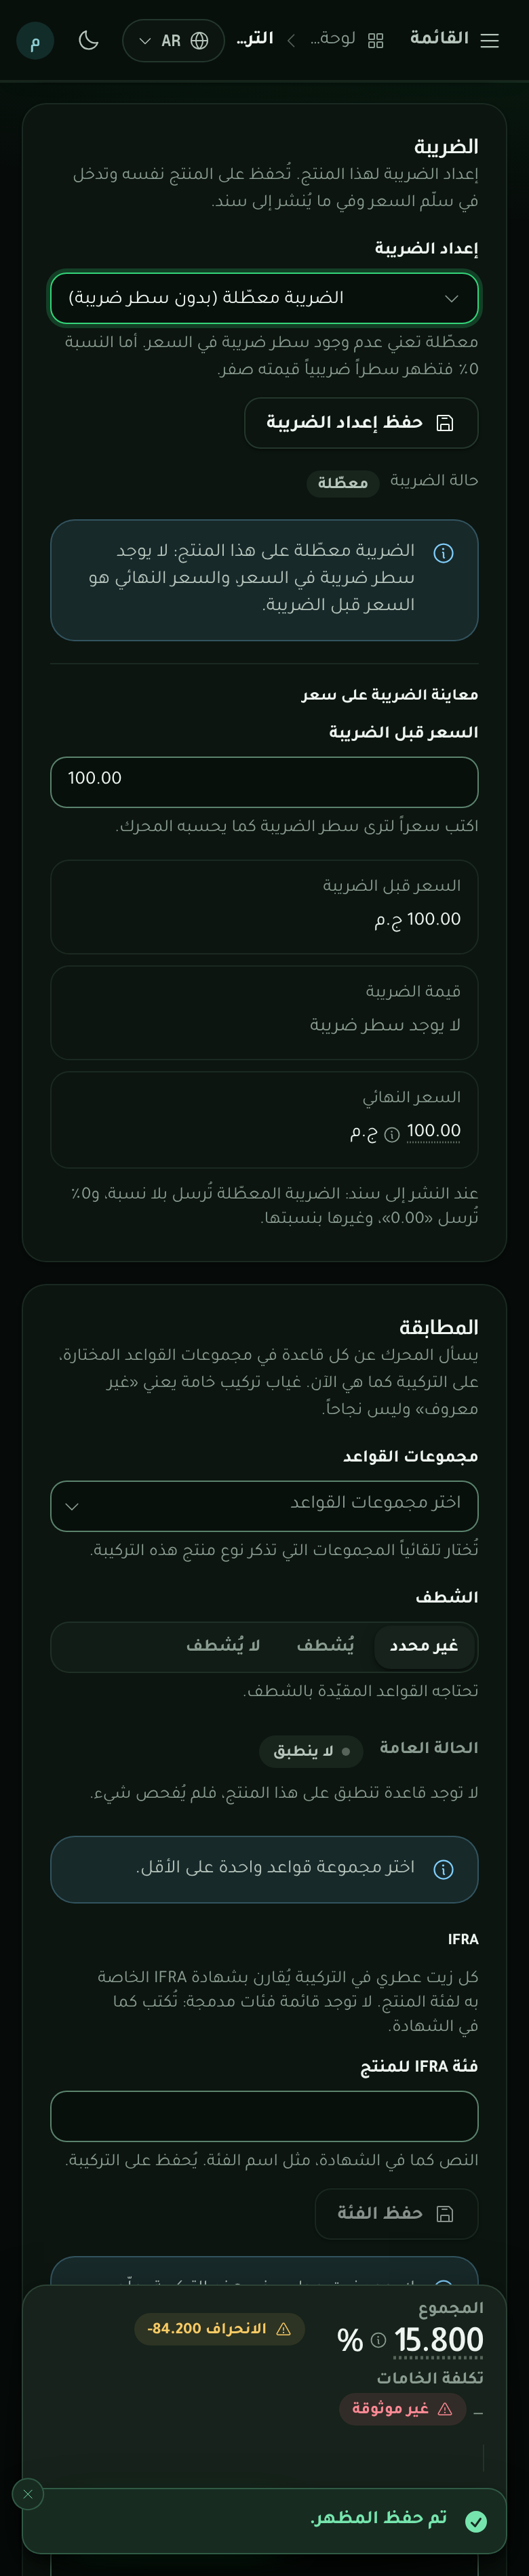 القائمة
لوحة...
التر...
AR
م
الضريبة
إعداد الضريبة لهذا المنتج. تُحفظ على المنتج نفسه وتدخل
في سلّم السعر وفي ما يُنشر إلى سند.
إعداد الضريبة
الضريبة معطّلة (بدون سطر ضريبة)
معطّلة تعني عدم وجود سطر ضريبة في السعر. أما النسبة
0٪ فتظهر سطراً ضريبياً قيمته صفر.
حفظ إعداد الضريبة
حالة الضريبة معطّلة
الضريبة معطّلة على هذا المنتج: لا يوجد
سطر ضريبة في السعر، والسعر النهائي هو
السعر قبل الضريبة.
معاينة الضريبة على سعر
السعر قبل الضريبة
100.00
اكتب سعراً لترى سطر الضريبة كما يحسبه المحرك.
السعر قبل الضريبة
100.00 ج.م
قيمة الضريبة
لا يوجد سطر ضريبة
السعر النهائي
100.00 ج.م
عند النشر إلى سند: الضريبة المعطّلة تُرسل بلا نسبة، و0٪
تُرسل «0.00»، وغيرها بنسبتها.
المطابقة
يسأل المحرك عن كل قاعدة في مجموعات القواعد المختارة،
على التركيبة كما هي الآن. غياب تركيب خامة يعني «غير
معروف» وليس نجاحاً.
مجموعات القواعد
اختر مجموعات القواعد
تُختار تلقائياً المجموعات التي تذكر نوع منتج هذه التركيبة.
الشطف
غير محدد
يُشطف
لا يُشطف
تحتاجه القواعد المقيّدة بالشطف.
الحالة العامة لا ينطبق
لا توجد قاعدة تنطبق على هذا المنتج، فلم يُفحص شيء.
اختر مجموعة قواعد واحدة على الأقل.
IFRA
كل زيت عطري في التركيبة يُقارن بشهادة IFRA الخاصة
به لفئة المنتج. لا توجد قائمة فئات مدمجة: تُكتب كما
في الشهادة.
فئة IFRA للمنتج
النص كما في الشهادة، مثل اسم الفئة. يُحفظ على التركيبة.
حفظ الفئة
المجموع
15.800 %
الانحراف 84.200-
تكلفة الخامات
— غير موثوقة
تم حفظ المظهر.